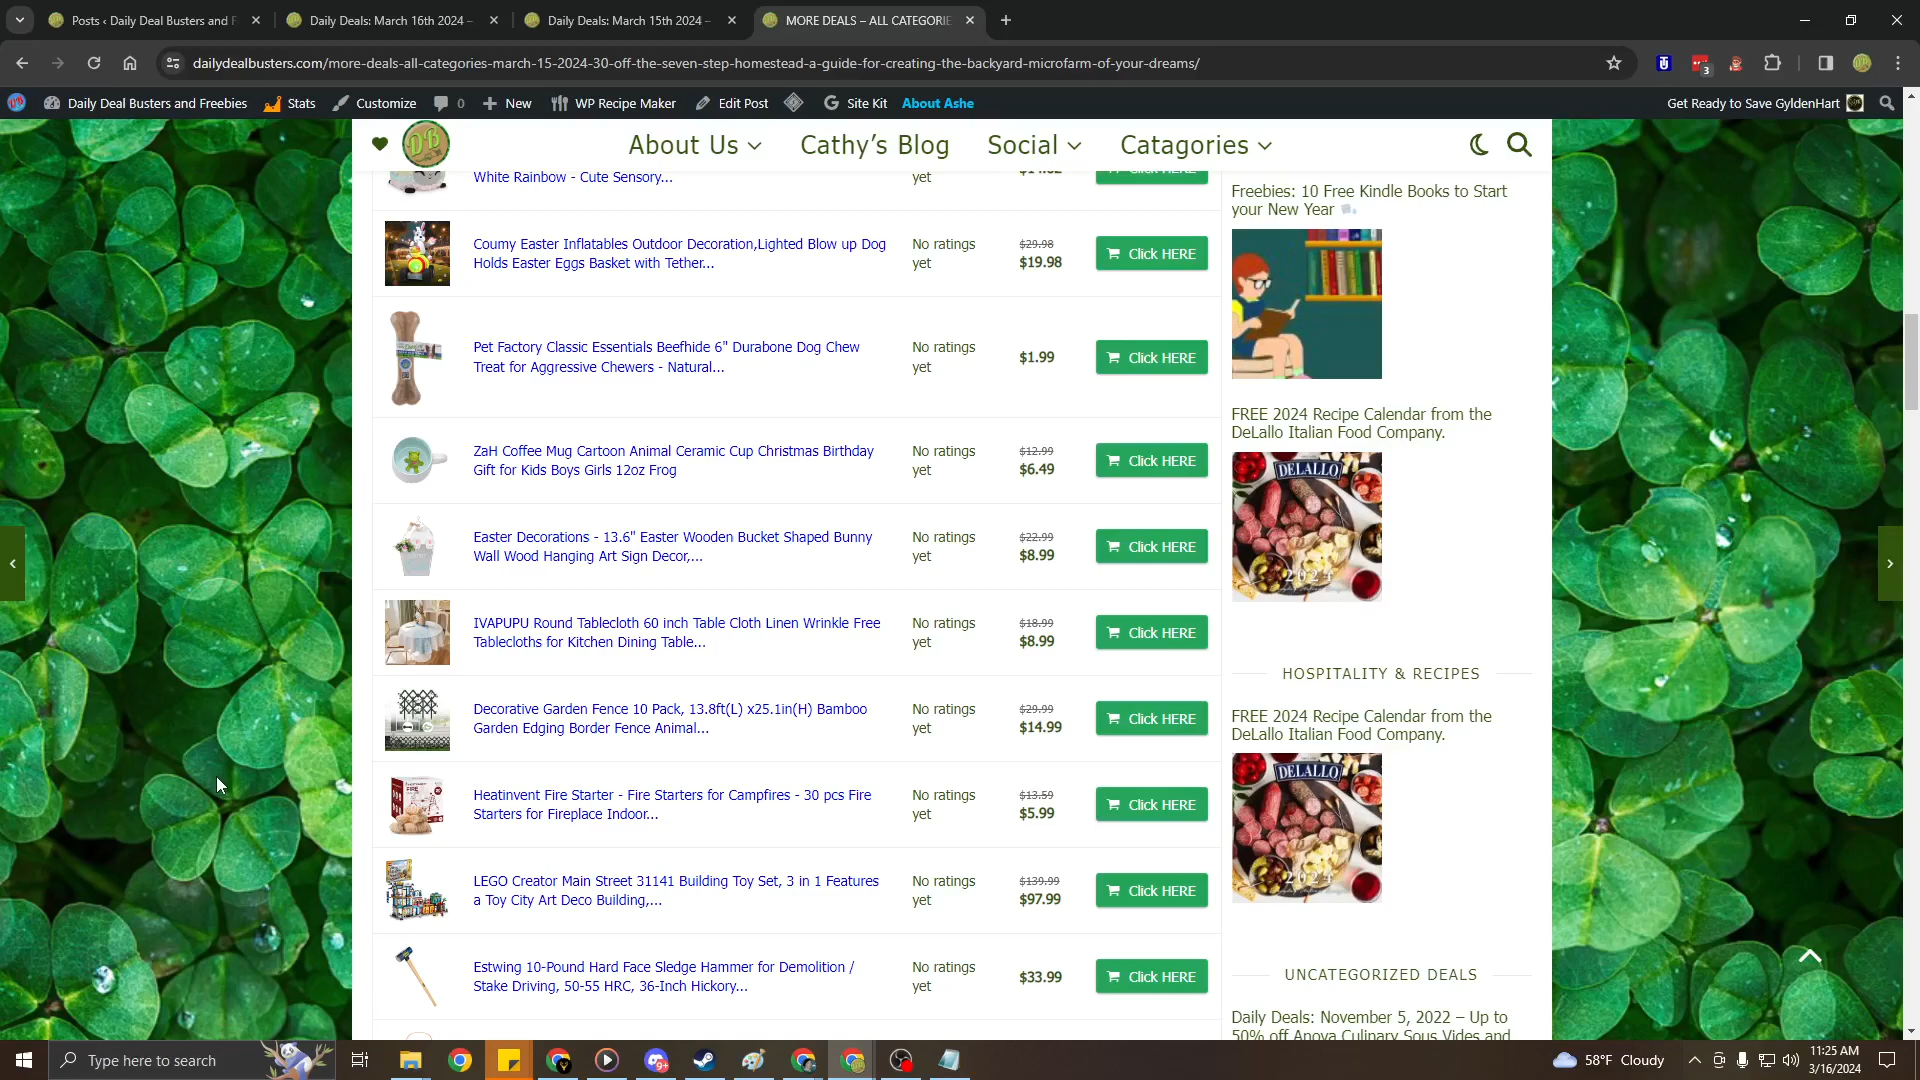 Posts ‹ Daily Deal Busters and F
Daily Deals: March 16th 2024 –
Daily Deals: March 15th 2024 –
MORE DEALS – ALL CATEGORIE
dailydealbusters.com/more-deals-all-categories-march-15-2024-30-off-the-seven-step-homestead-a-guide-for-creating-the-backyard-microfarm-of-your-dreams/
3
Daily Deal Busters and Freebies
Stats
Customize
0
New
WP Recipe Maker
Edit Post
Site Kit
About Ashe
Get Ready to Save GyldenHart
DB
About Us
Cathy’s Blog
Social
Catagories
White Rainbow - Cute Sensory...
yet
Coumy Easter Inflatables Outdoor Decoration,Lighted Blow up Dog
Holds Easter Eggs Basket with Tether...
No ratings
yet
$29.98
$19.98
Click HERE
Pet Factory Classic Essentials Beefhide 6" Durabone Dog Chew
Treat for Aggressive Chewers - Natural...
No ratings
yet
$1.99
Click HERE
ZaH Coffee Mug Cartoon Animal Ceramic Cup Christmas Birthday
Gift for Kids Boys Girls 12oz Frog
No ratings
yet
$12.99
$6.49
Click HERE
Easter Decorations - 13.6" Easter Wooden Bucket Shaped Bunny
Wall Wood Hanging Art Sign Decor,...
No ratings
yet
$22.99
$8.99
Click HERE
IVAPUPU Round Tablecloth 60 inch Table Cloth Linen Wrinkle Free
Tablecloths for Kitchen Dining Table...
No ratings
yet
$18.99
$8.99
Click HERE
Decorative Garden Fence 10 Pack, 13.8ft(L) x25.1in(H) Bamboo
Garden Edging Border Fence Animal...
No ratings
yet
$29.99
$14.99
Click HERE
Heatinvent Fire Starter - Fire Starters for Campfires - 30 pcs Fire
Starters for Fireplace Indoor...
No ratings
yet
$13.59
$5.99
Click HERE
LEGO Creator Main Street 31141 Building Toy Set, 3 in 1 Features
a Toy City Art Deco Building,...
No ratings
yet
$139.99
$97.99
Click HERE
Estwing 10-Pound Hard Face Sledge Hammer for Demolition /
Stake Driving, 50-55 HRC, 36-Inch Hickory...
No ratings
yet
$33.99
Click HERE
Freebies: 10 Free Kindle Books to Start
your New Year
FREE 2024 Recipe Calendar from the
DeLallo Italian Food Company.
DELALLO
2024
HOSPITALITY & RECIPES
FREE 2024 Recipe Calendar from the
DeLallo Italian Food Company.
DELALLO
2024
UNCATEGORIZED DEALS
Daily Deals: November 5, 2022 – Up to
50% off Anova Culinary Sous Vides and
Type here to search
9+
58°F Cloudy
11:25 AM
3/16/2024